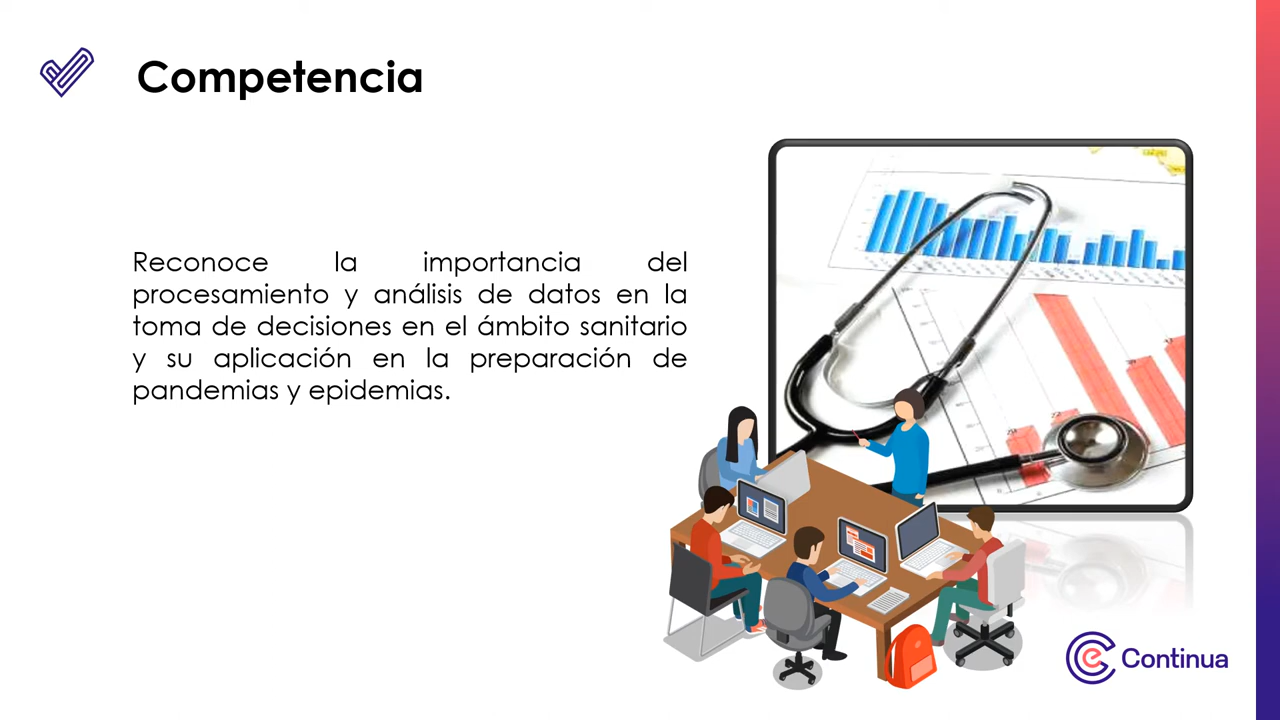 Competencia
Reconoce la importancia del
procesamiento y análisis de datos en la
toma de decisiones en el ámbito sanitario
y su aplicación en la preparación de
pandemias y epidemias.
Continua